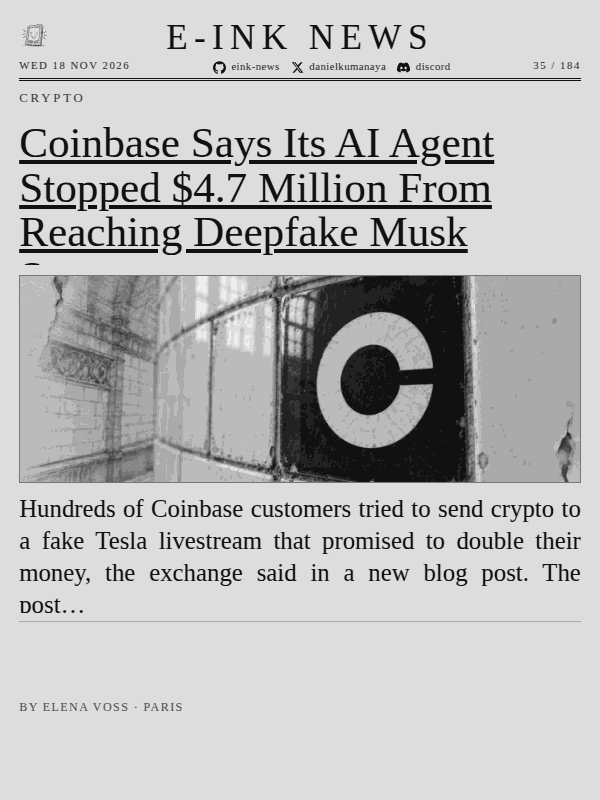 E-INK NEWS
WED 18 NOV 2026
eink-news danielkumanaya discord
35 / 184
CRYPTO
Coinbase Says Its AI Agent
Stopped $4.7 Million From
Reaching Deepfake Musk
Hundreds of Coinbase customers tried to send crypto to
a fake Tesla livestream that promised to double their
money, the exchange said in a new blog post. The
post…
BY ELENA VOSS · PARIS